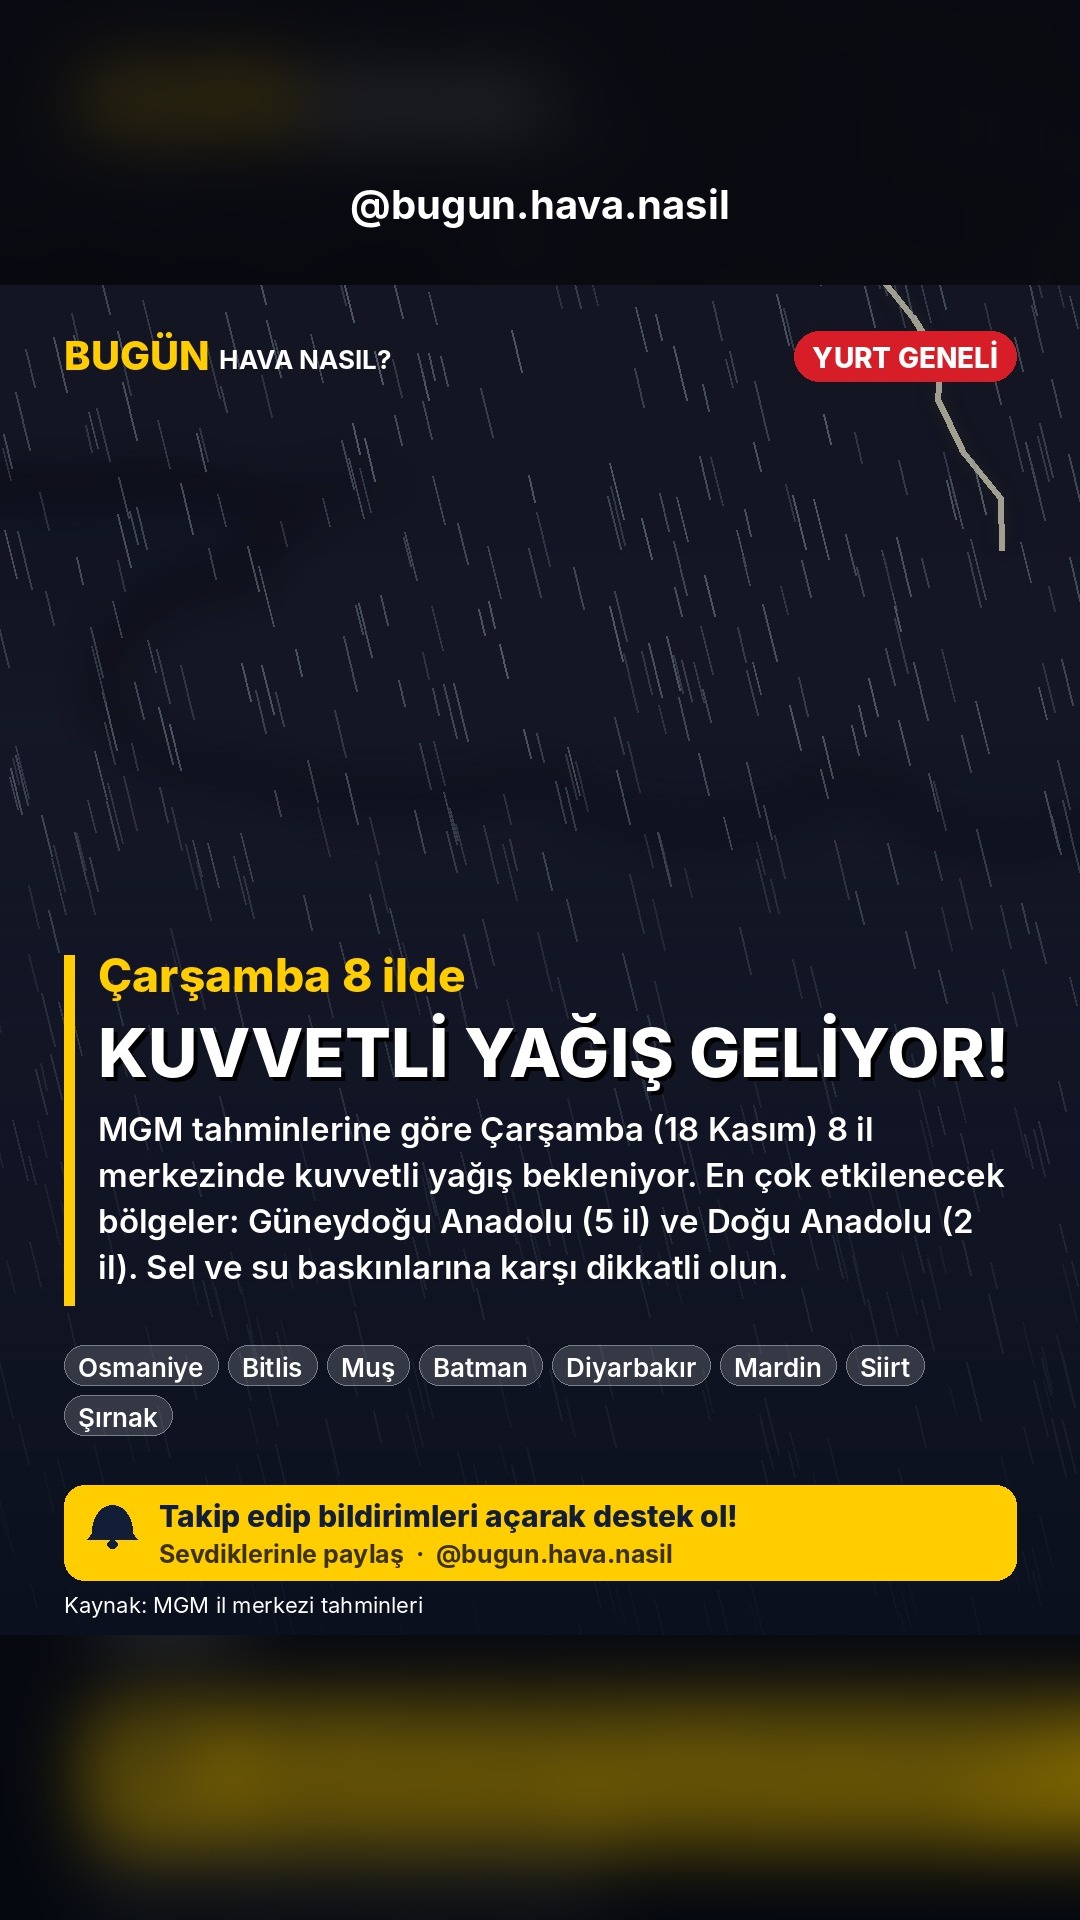 @bugun.hava.nasil
BUGÜN HAVA NASIL?
YURT GENELİ
Çarşamba 8 ilde
KUVVETLİ YAĞIŞ GELİYOR!
MGM tahminlerine göre Çarşamba (18 Kasım) 8 il
merkezinde kuvvetli yağış bekleniyor. En çok etkilenecek
bölgeler: Güneydoğu Anadolu (5 il) ve Doğu Anadolu (2
il). Sel ve su baskınlarına karşı dikkatli olun.
Osmaniye Bitlis Muş Batman Diyarbakır Mardin Siirt
Şırnak
Takip edip bildirimleri açarak destek ol!
Sevdiklerinle paylaş · @bugun.hava.nasil
Kaynak: MGM il merkezi tahminleri